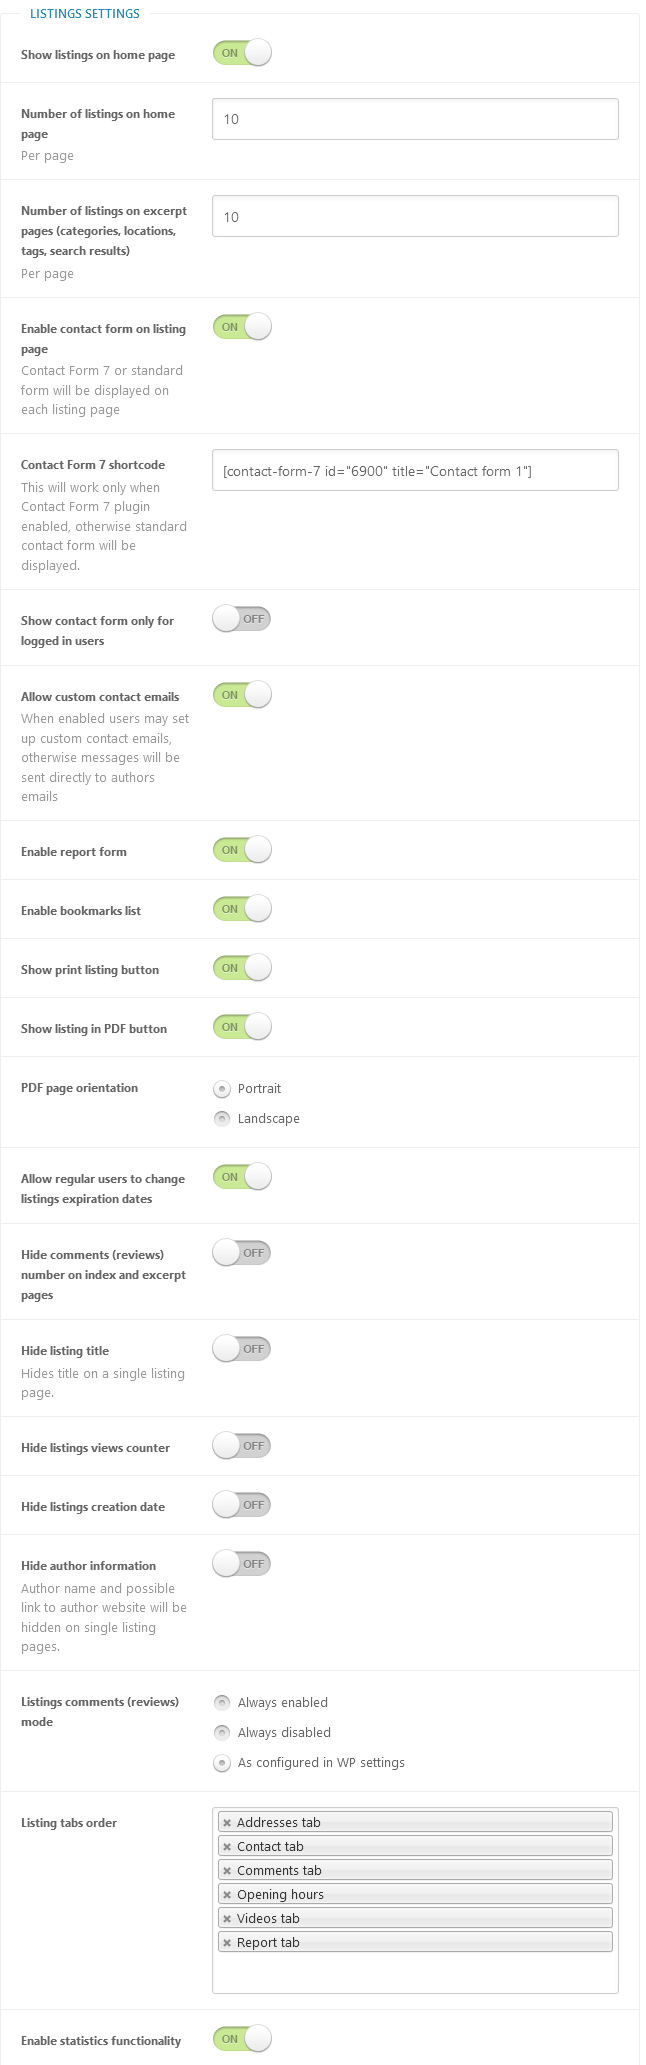 LISTINGS SETTINGS
Show listings on home page
ON
Number of listings on home
page
Per page
10
Number of listings on excerpt
pages (categories, locations,
tags, search results)
Per page
10
Enable contact form on listing
page
Contact Form 7 or standard
form will be displayed on
each listing page
ON
Contact Form 7 shortcode
This will work only when
Contact Form 7 plugin
enabled, otherwise standard
contact form will be
displayed.
[contact-form-7 id="6900" title="Contact form 1"]
Show contact form only for
logged in users
OFF
Allow custom contact emails
When enabled users may set
up custom contact emails,
otherwise messages will be
sent directly to authors
emails
ON
Enable report form
ON
Enable bookmarks list
ON
Show print listing button
ON
Show listing in PDF button
ON
PDF page orientation
Portrait
Landscape
Allow regular users to change
listings expiration dates
ON
Hide comments (reviews)
number on index and excerpt
pages
OFF
Hide listing title
Hides title on a single listing
page.
OFF
Hide listings views counter
OFF
Hide listings creation date
OFF
Hide author information
Author name and possible
link to author website will be
hidden on single listing
pages.
OFF
Listings comments (reviews)
mode
Always enabled
Always disabled
As configured in WP settings
Listing tabs order
Addresses tab
Contact tab
Comments tab
Opening hours
Videos tab
Report tab
Enable statistics functionality
ON